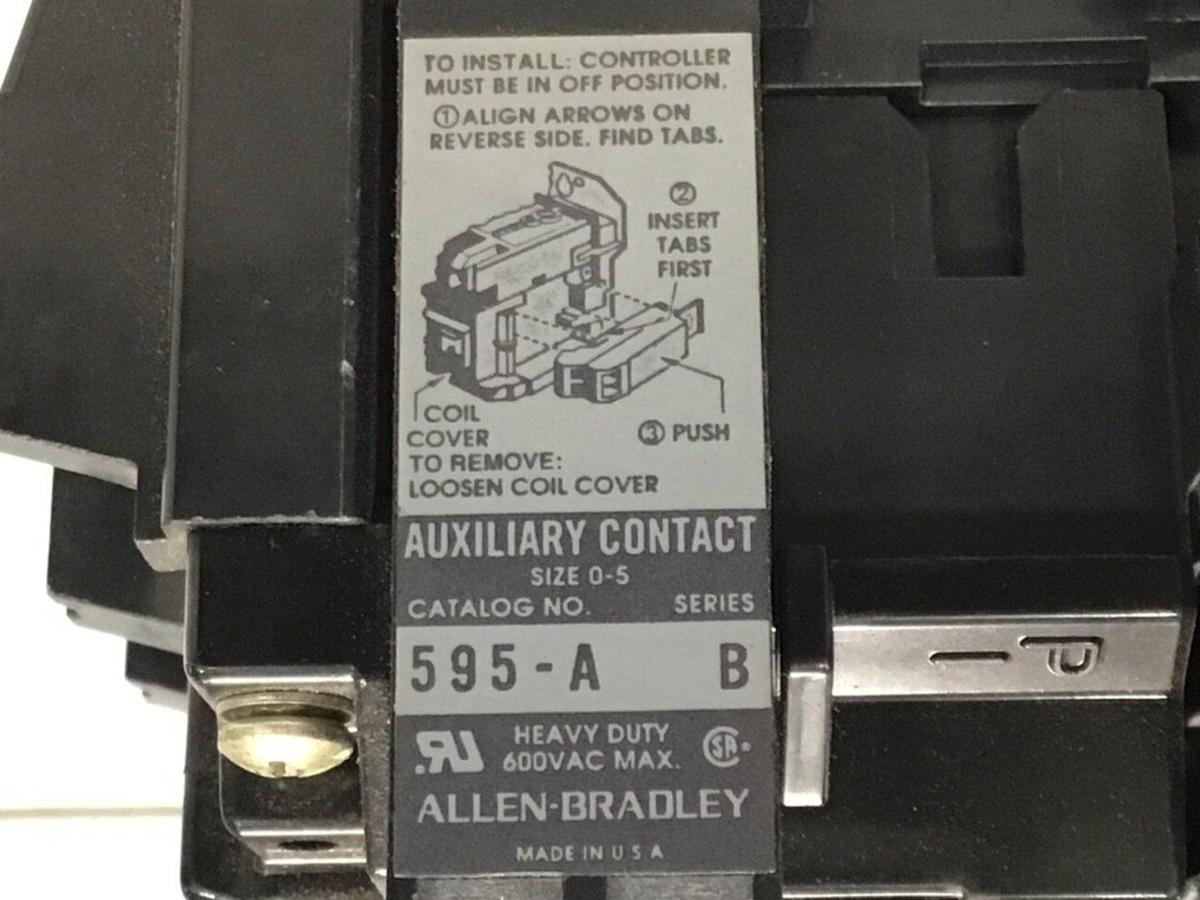 TO INSTALL: CONTROLLER
MUST BE IN OFF POSITION.
①ALIGN ARROWS ON
REVERSE SIDE. FIND TABS.
②
INSERT
TABS
FIRST
COIL
COVER
③ PUSH
TO REMOVE:
LOOSEN COIL COVER
AUXILIARY CONTACT
SIZE 0-5
CATALOG NO. SERIES
595-A B
HEAVY DUTY
600VAC MAX.
ALLEN-BRADLEY
MADE IN U S A